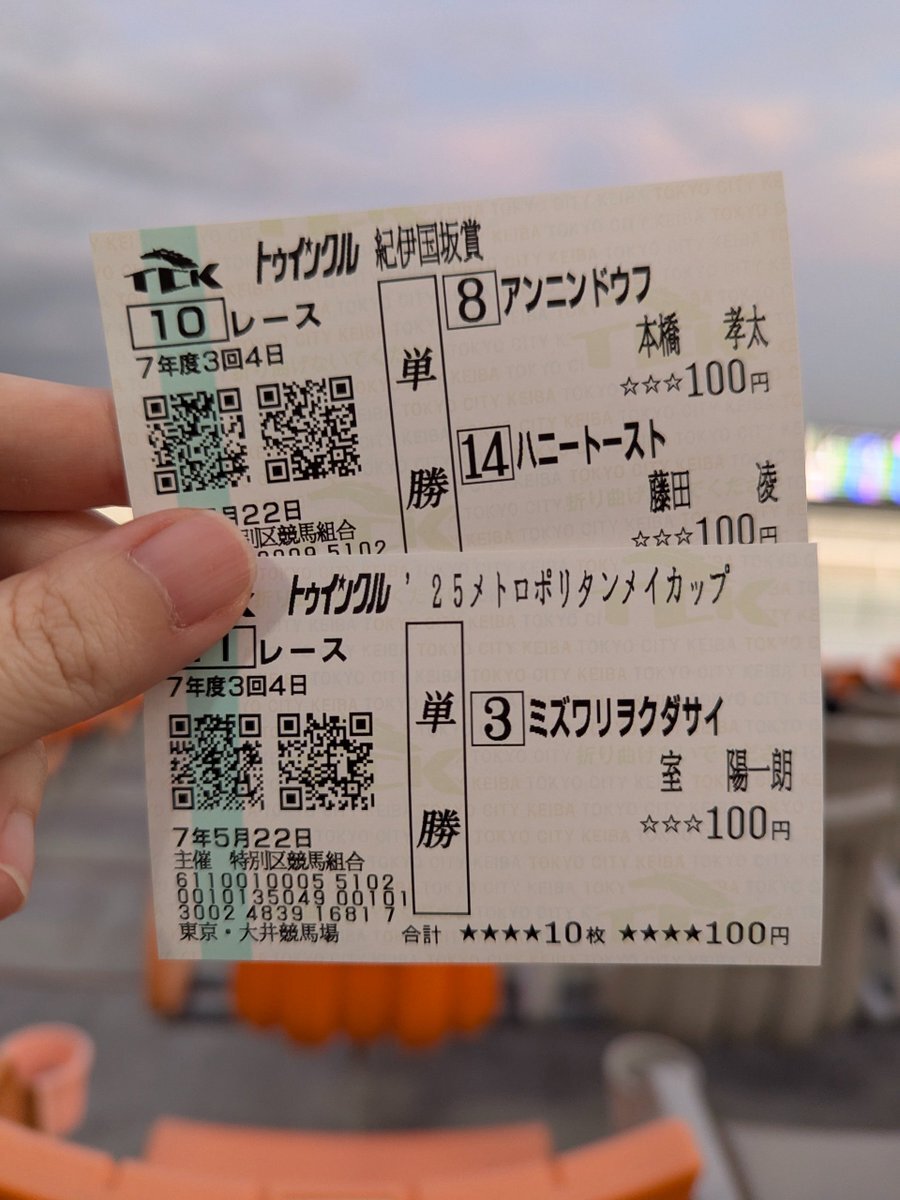 TCK トゥインクル 紀伊国坂賞
10 レース
7年度3回4日
単勝
8 アンニンドウフ
本橋 孝太
☆☆☆100円
14 ハニートースト
藤田 凌
☆☆☆100円
月22日
特別区競馬組合
0009 5102
トゥインクル '25メトロポリタンメイカップ
レース
7年度3回4日
単勝
3 ミズワリヲクダサイ
室 陽一朗
☆☆☆100円
7年5月22日
主催 特別区競馬組合
6110010005 5102
0010135049 00101
3002 4839 1681 7
東京・大井競馬場 合計 ★★★★10枚 ★★★★100円